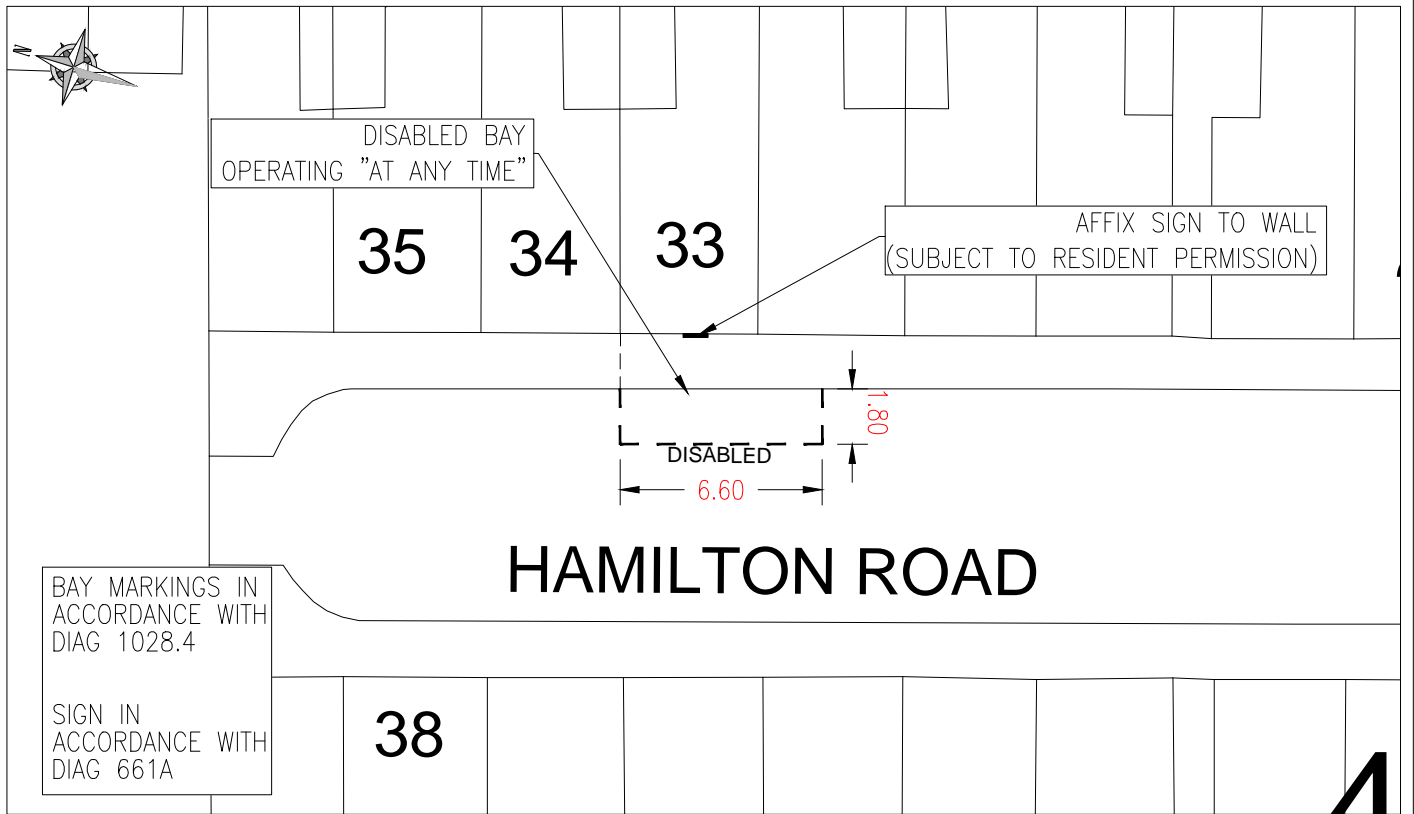 N
DISABLED BAY
OPERATING "AT ANY TIME"
35
34
33
AFFIX SIGN TO WALL
(SUBJECT TO RESIDENT PERMISSION)
1.80
DISABLED
6.60
HAMILTON ROAD
BAY MARKINGS IN
ACCORDANCE WITH
DIAG 1028.4
SIGN IN
ACCORDANCE WITH
DIAG 661A
38